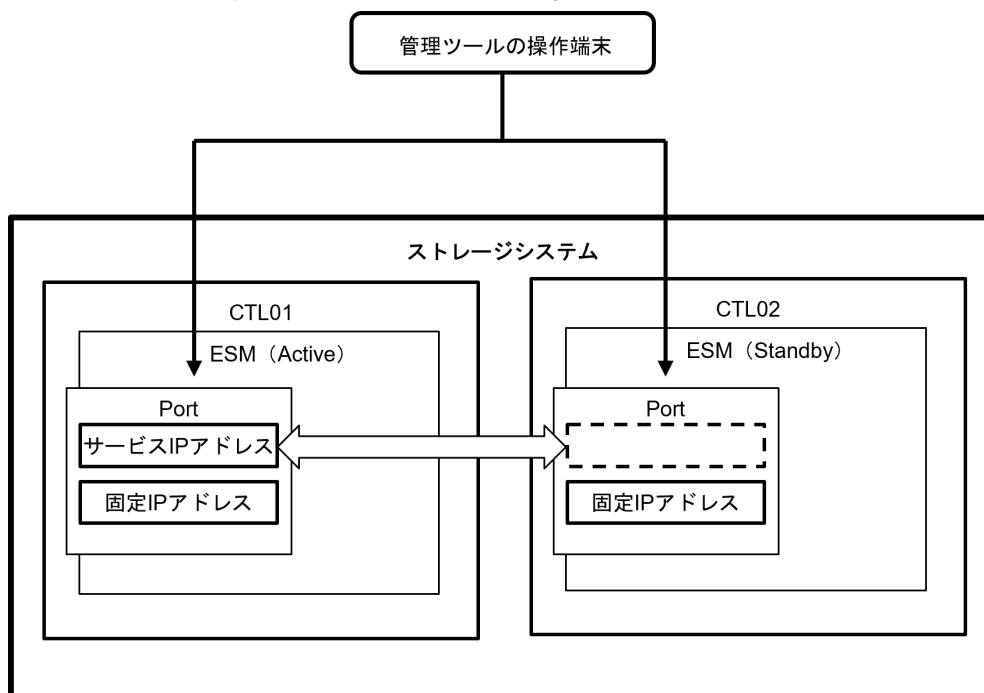 管理ツールの操作端末
ストレージシステム
CTL01
ESM（Active）
Port
サービスIPアドレス
固定IPアドレス
CTL02
ESM（Standby）
Port
固定IPアドレス